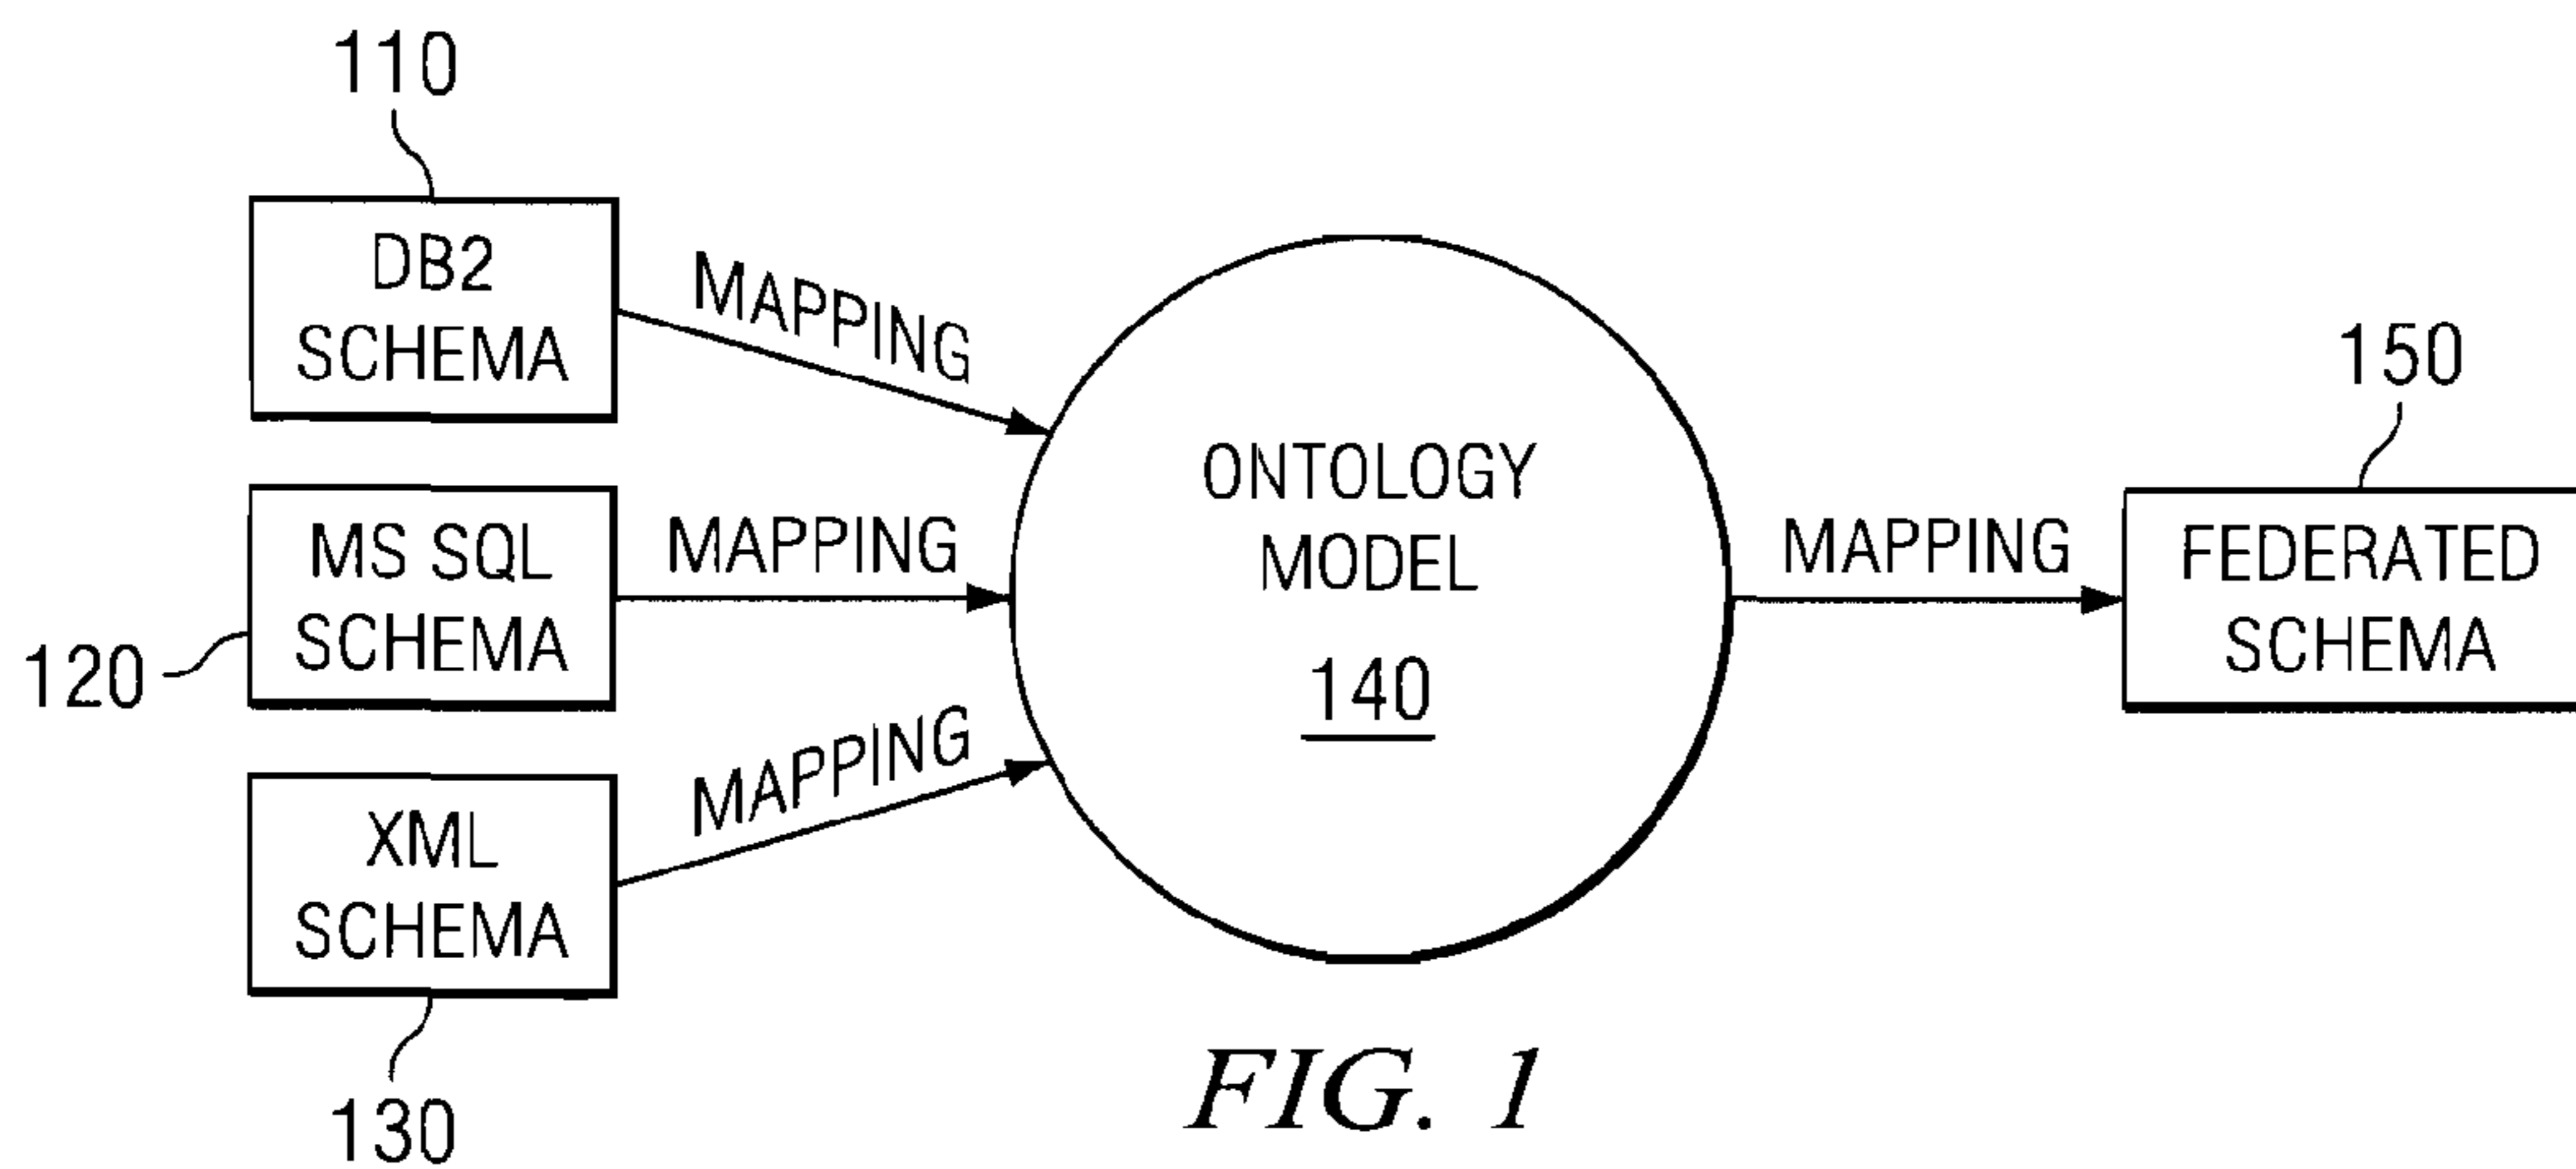 110
DB2
SCHEMA
MAPPING
MS SQL
SCHEMA
120
MAPPING
XML
SCHEMA
130
MAPPING
ONTOLOGY
MODEL
140
MAPPING
150
FEDERATED
SCHEMA
FIG. 1